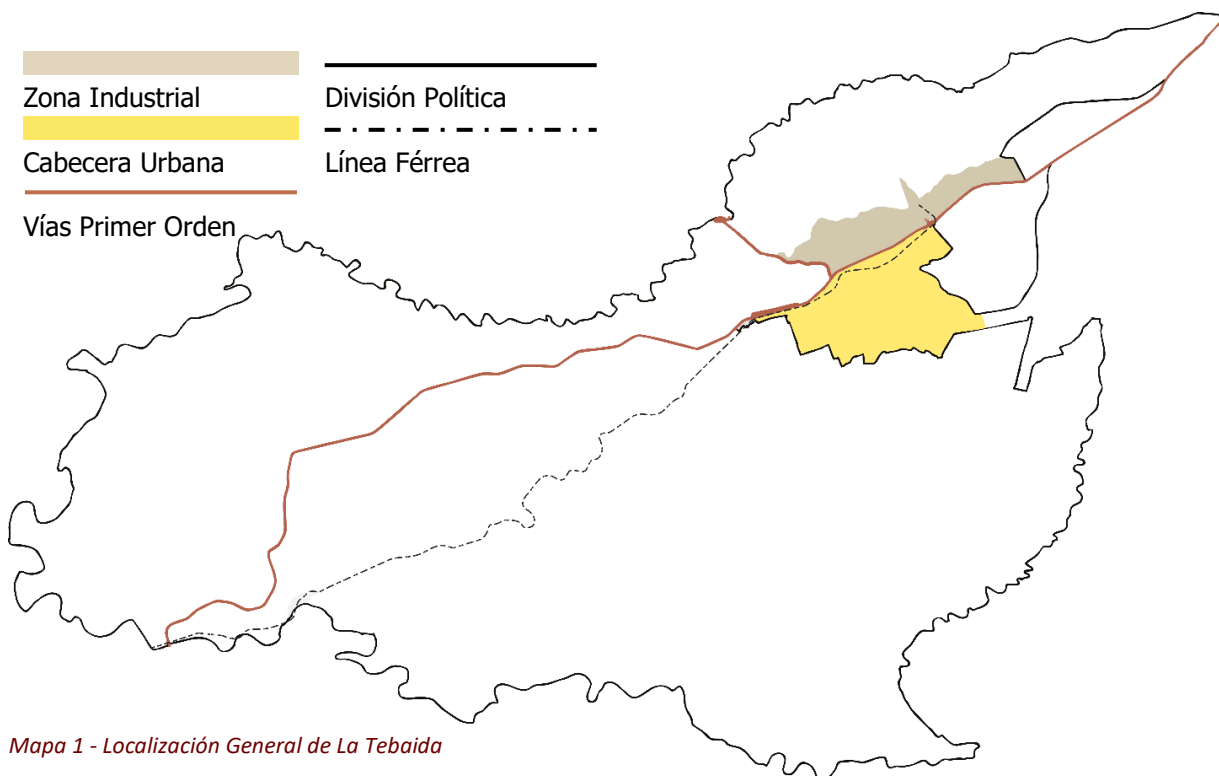 Zona Industrial
División Política
Cabecera Urbana
Línea Férrea
Vías Primer Orden
Mapa 1 - Localización General de La Tebaida